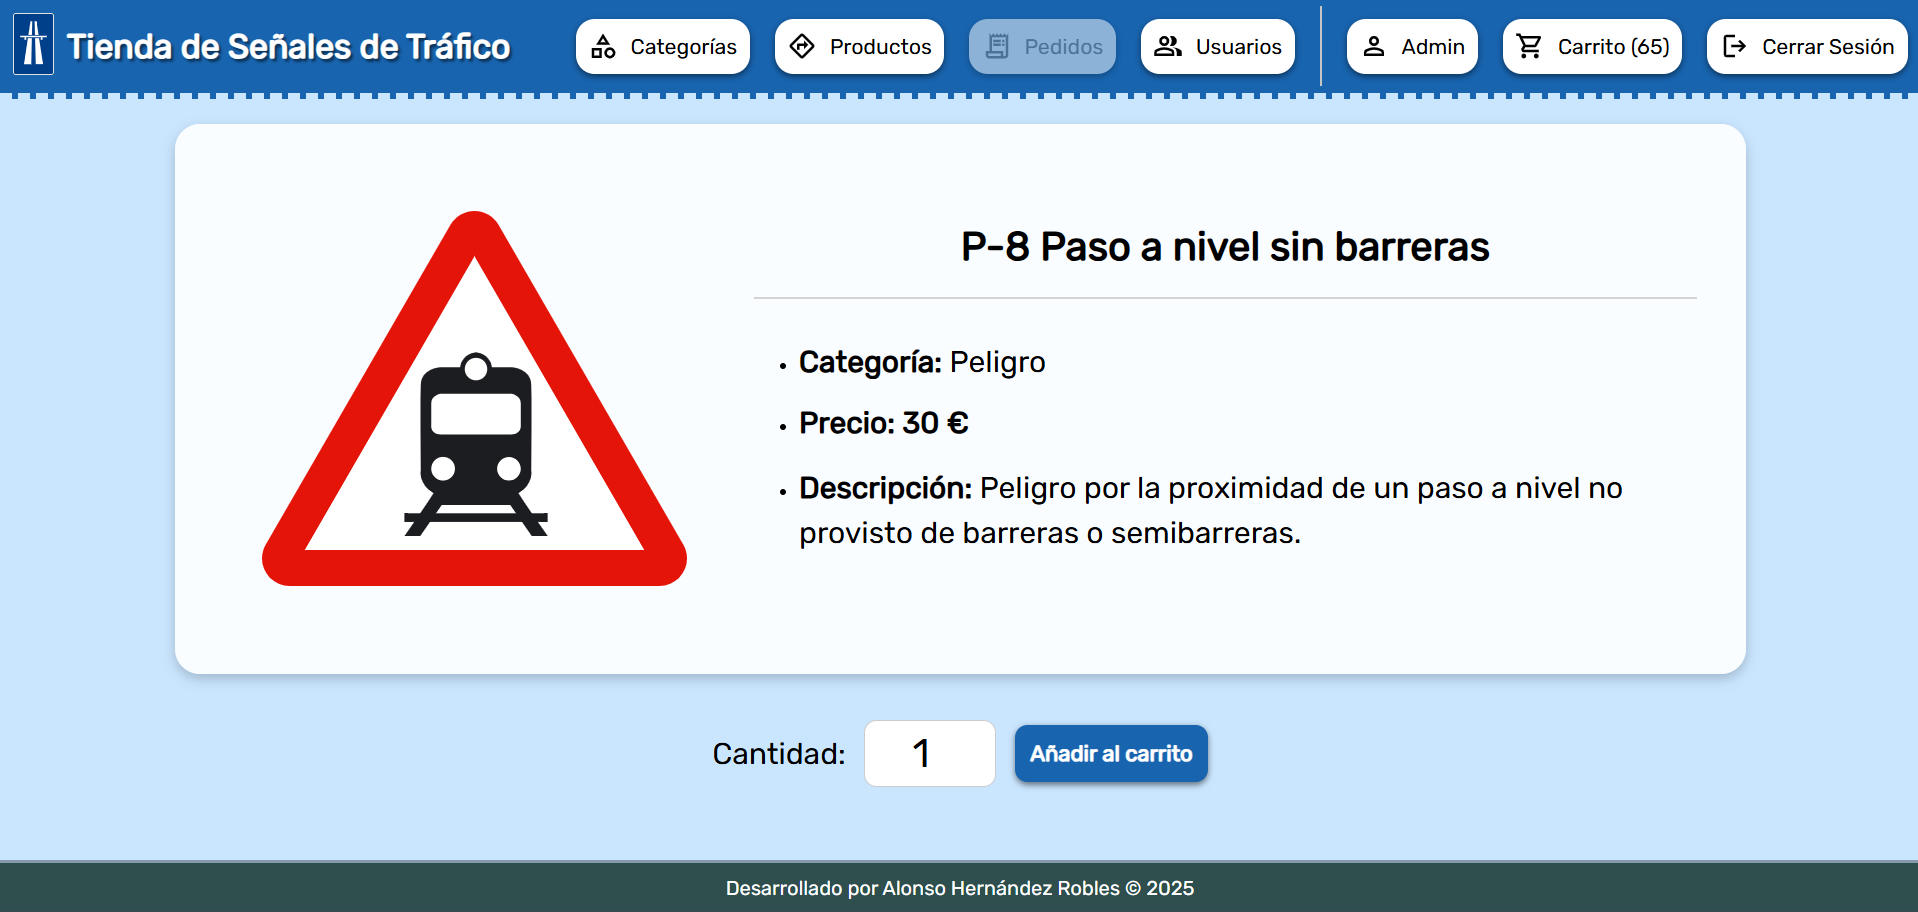 Tienda de Señales de Tráfico
Categorías
Productos
Pedidos
Usuarios
Admin
Carrito (65)
Cerrar Sesión
P-8 Paso a nivel sin barreras
• Categoría: Peligro
• Precio: 30 €
• Descripción: Peligro por la proximidad de un paso a nivel no
provisto de barreras o semibarreras.
Cantidad:
1
Añadir al carrito
Desarrollado por Alonso Hernández Robles © 2025